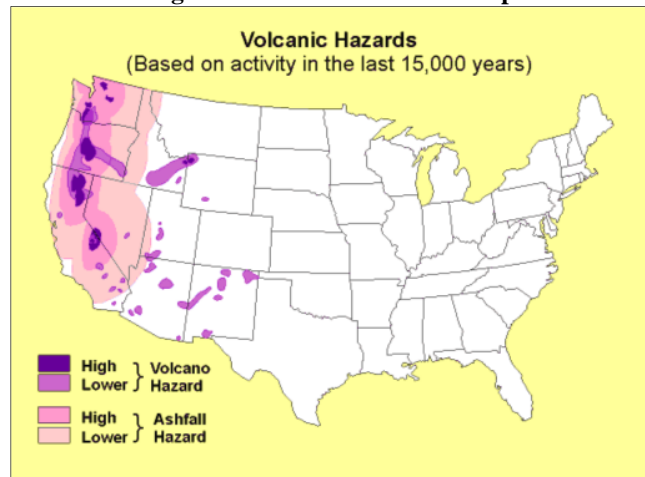 Volcanic Hazards
(Based on activity in the last 15,000 years)
High
Lower
} Volcano
Hazard
High
Lower
} Ashfall
Hazard